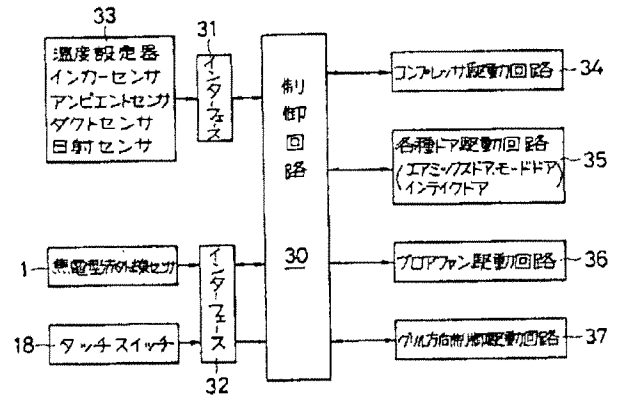 33
温度設定器
インカーセンサ
アンビエントセンサ
ダクトセンサ
日射センサ
31
インターフェース
制御回路
30
コンプレッサ駆動回路
34
各種ドア駆動回路
(エアミックスドア、モードドア)
インテイクドア
35
1
焦電型赤外線センサ
18
タッチスイッチ
インターフェース
32
ブロアファン駆動回路
36
グリル方向制御駆動回路
37